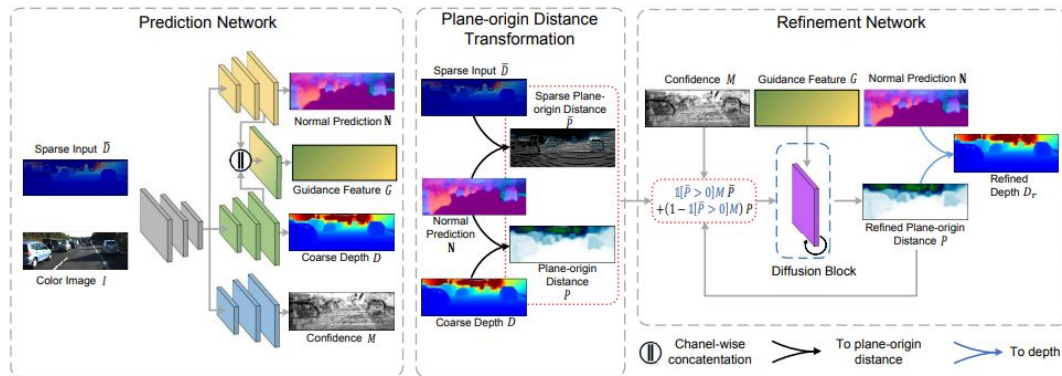 Prediction Network
Sparse Input D̅
Color Image I
Normal Prediction N
Guidance Feature G
Coarse Depth D
Confidence M
Plane-origin Distance
Transformation
Sparse Input D̅
Sparse Plane-origin
Distance
P̅
Normal
Prediction
N
Plane-origin
Distance
P
Coarse Depth D
Refinement Network
Confidence M
Guidance Feature G
Normal Prediction N
𝟙[P̅ > 0]M P̅
+(1 − 𝟙[P̅ > 0]M) P
Diffusion Block
Refined
Depth Dᵣ
Refined Plane-origin
Distance P
Chanel-wise
concatentation
To plane-origin
distance
To depth